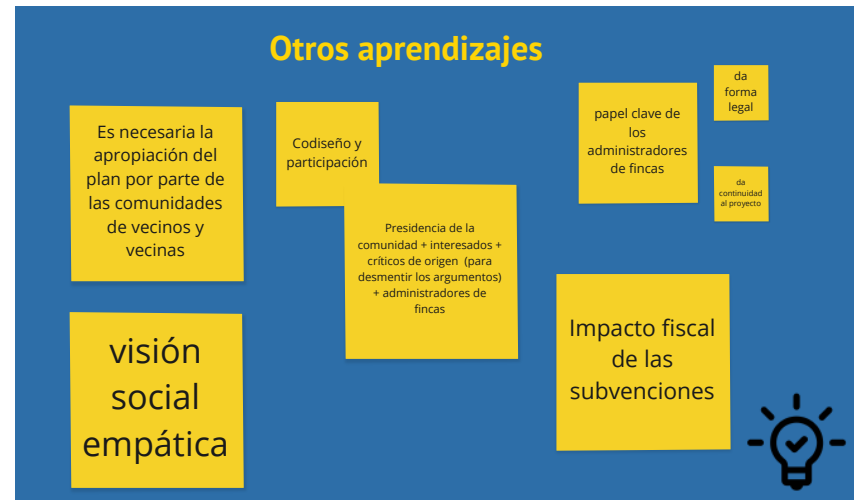 Otros aprendizajes
Es necesaria la
apropiación del
plan por parte de
las comunidades
de vecinos y
vecinas
Codiseño y
participación
Presidencia de la
comunidad + interesados +
críticos de origen (para
desmentir los argumentos)
+ administradores de
fincas
papel clave de
los
administradores
de fincas
da
forma
legal
da
continuidad
al proyecto
visión
social
empática
Impacto fiscal
de las
subvenciones